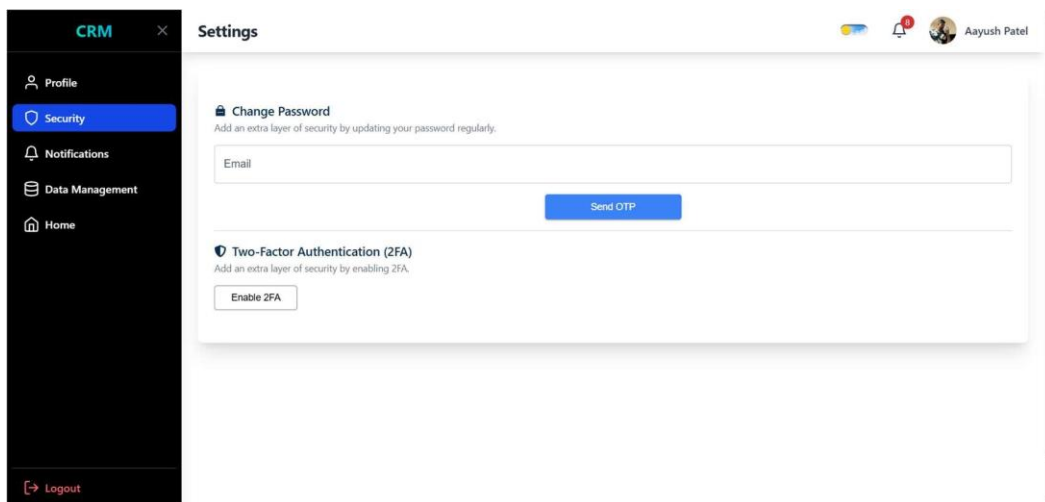 CRM
Settings
8
Aayush Patel
Profile
Security
Notifications
Data Management
Home
Logout
Change Password
Add an extra layer of security by updating your password regularly.
Email
Send OTP
Two-Factor Authentication (2FA)
Add an extra layer of security by enabling 2FA.
Enable 2FA